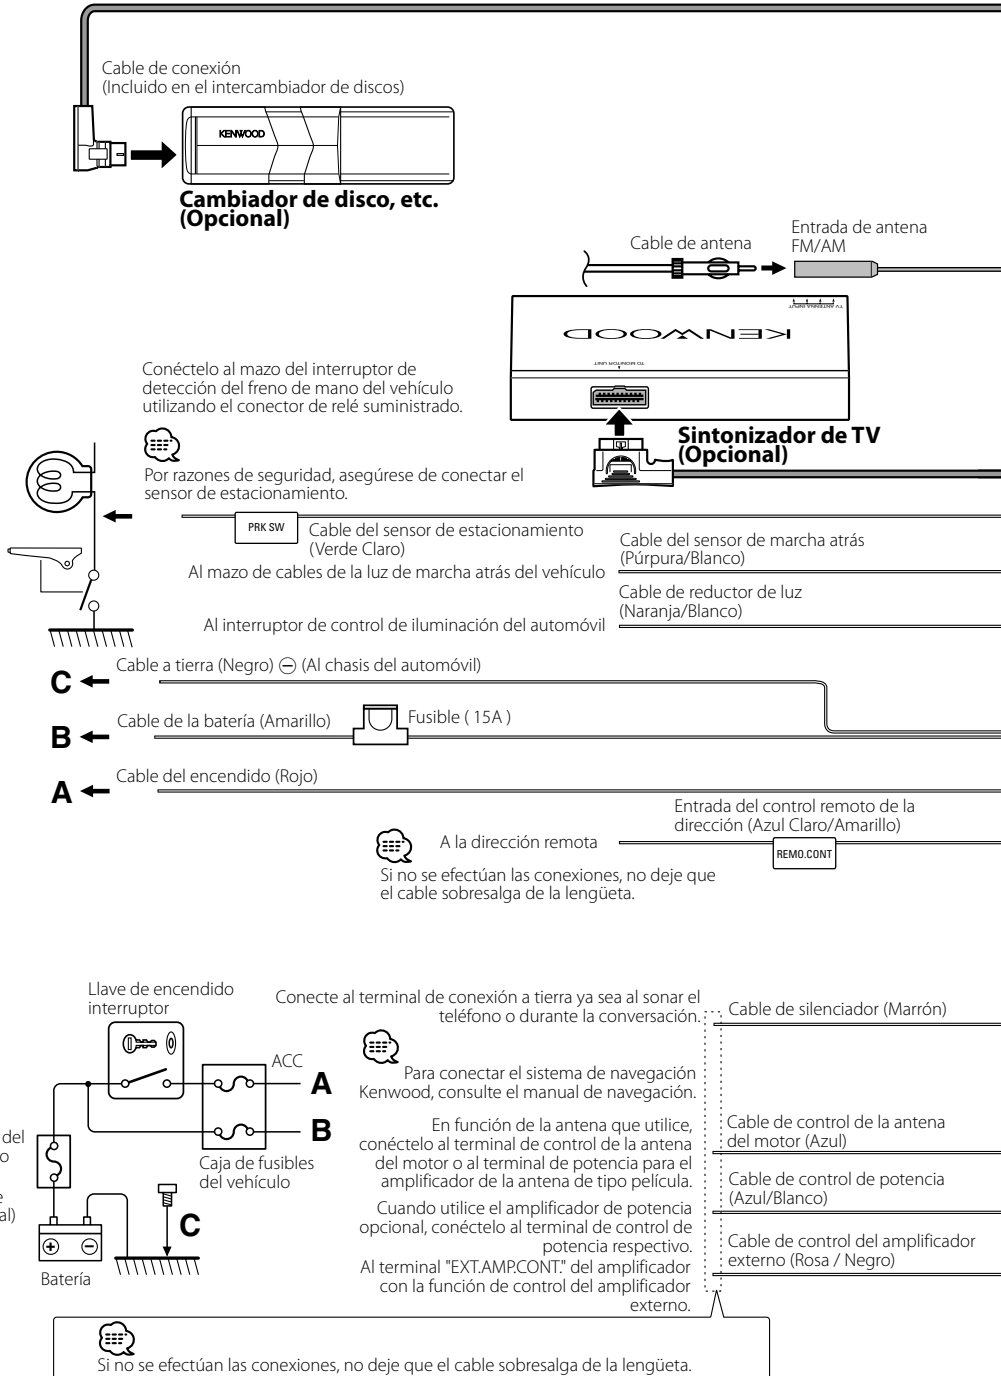 Cable de conexión
(Incluido en el intercambiador de discos)
KENWOOD
Cambiador de disco, etc.
(Opcional)
Cable de antena
Entrada de antena
FM/AM
TV ANTENNA INPUT
KENWOOD
TO MONITOR UNIT
Sintonizador de TV
(Opcional)
Conéctelo al mazo del interruptor de
detección del freno de mano del vehículo
utilizando el conector de relé suministrado.
Por razones de seguridad, asegúrese de conectar el
sensor de estacionamiento.
PRK SW
Cable del sensor de estacionamiento
(Verde Claro)
Cable del sensor de marcha atrás
(Púrpura/Blanco)
Al mazo de cables de la luz de marcha atrás del vehículo
Cable de reductor de luz
(Naranja/Blanco)
Al interruptor de control de iluminación del automóvil
C
Cable a tierra (Negro) ⊖ (Al chasis del automóvil)
B
Cable de la batería (Amarillo)
Fusible ( 15A )
A
Cable del encendido (Rojo)
Entrada del control remoto de la
dirección (Azul Claro/Amarillo)
A la dirección remota
REMO.CONT
Si no se efectúan las conexiones, no deje que
el cable sobresalga de la lengüeta.
Llave de encendido
interruptor
ACC
A
B
Caja de fusibles
del vehículo
C
del
o
e
al)
⊕ ⊖
Batería
Conecte al terminal de conexión a tierra ya sea al sonar el
teléfono o durante la conversación.
Cable de silenciador (Marrón)
Para conectar el sistema de navegación
Kenwood, consulte el manual de navegación.
En función de la antena que utilice,
conéctelo al terminal de control de la antena
del motor o al terminal de potencia para el
amplificador de la antena de tipo película.
Cable de control de la antena
del motor (Azul)
Cuando utilice el amplificador de potencia
opcional, conéctelo al terminal de control de
potencia respectivo.
Cable de control de potencia
(Azul/Blanco)
Al terminal "EXT.AMP.CONT." del amplificador
con la función de control del amplificador
externo.
Cable de control del amplificador
externo (Rosa / Negro)
Si no se efectúan las conexiones, no deje que el cable sobresalga de la lengüeta.